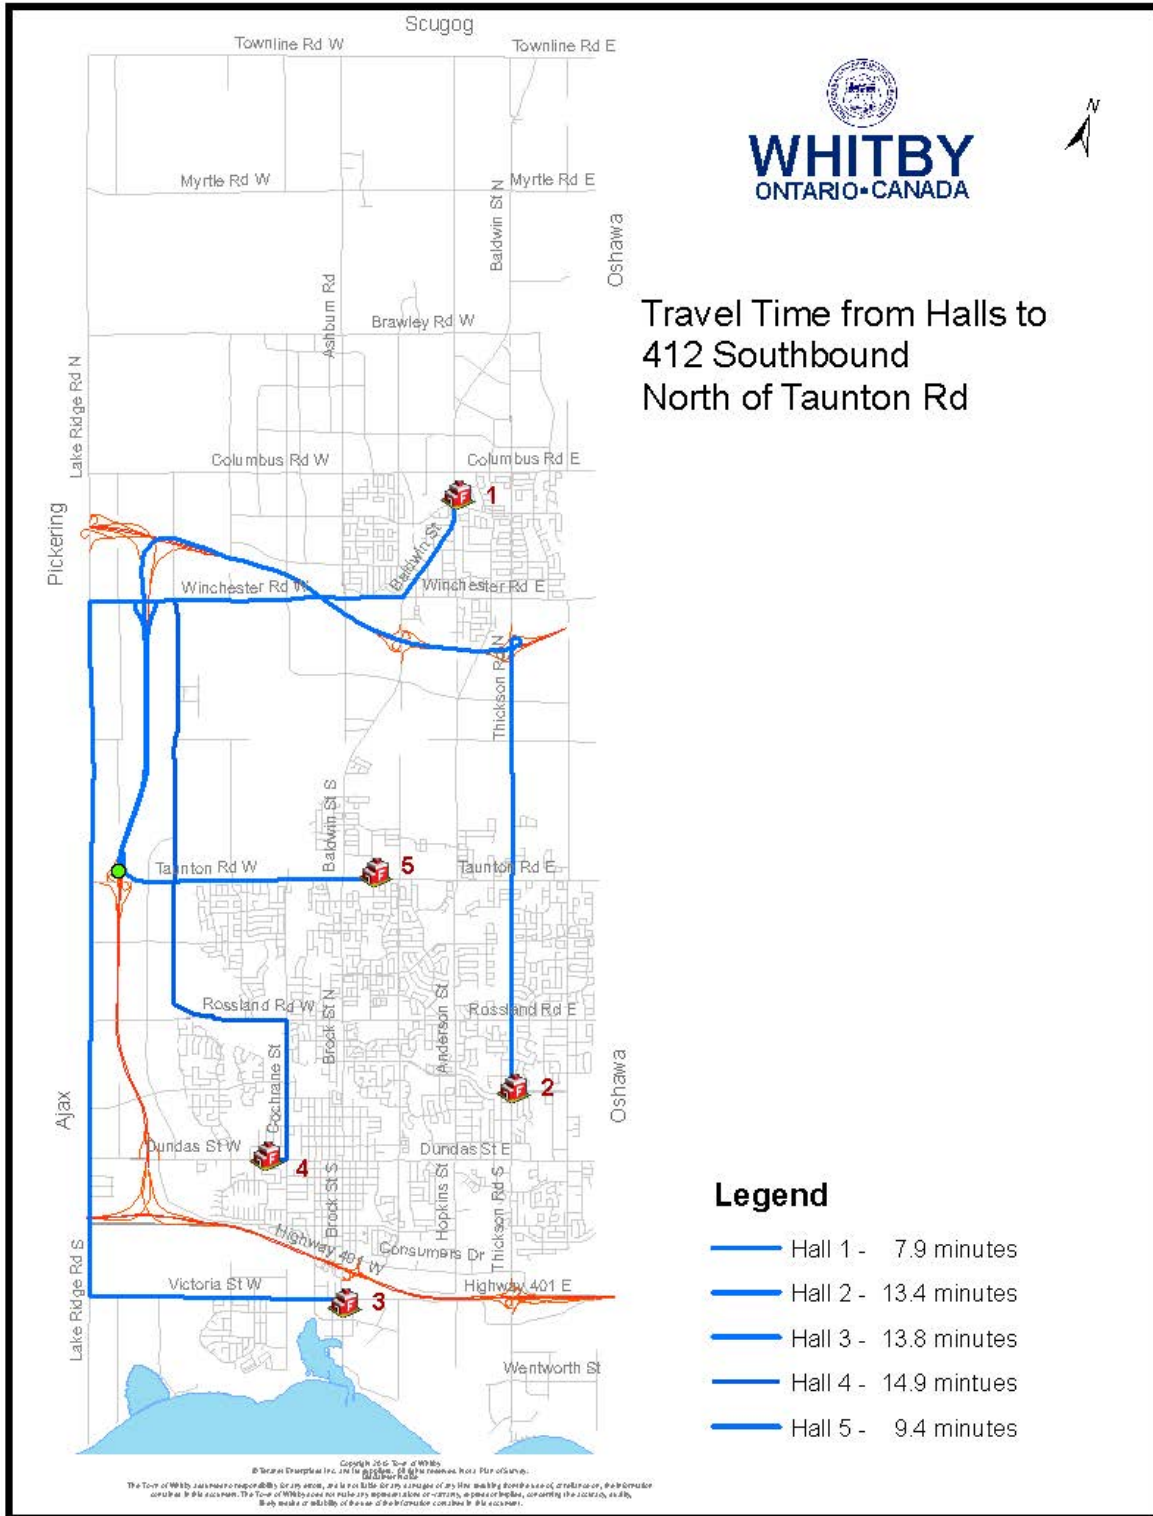 Scugog
Townline Rd W
Townline Rd E
WHITBY
ONTARIO•CANADA
N
Myrtle Rd W
Myrtle Rd E
Baldwin St N
Oshawa
Ashburn Rd
Travel Time from Halls to
412 Southbound
North of Taunton Rd
Brawley Rd W
Lake Ridge Rd N
Columbus Rd W
Columbus Rd E
1
Pickering
Baldwin St
Winchester Rd W
Winchester Rd E
Thickson Rd N
Baldwin St S
Taunton Rd W
5
Taunton Rd E
Rossland Rd W
Brock St N
Anderson St
Rossland Rd E
Cochrane St
2
Oshawa
Ajax
Dundas St W
4
Dundas St E
Brock St S
Hopkins St
Thickson Rd S
Legend
Hall 1 - 7.9 minutes
Hall 2 - 13.4 minutes
Hall 3 - 13.8 minutes
Hall 4 - 14.9 mintues
Hall 5 - 9.4 minutes
Highway 401 W
Consumers Dr
Lake Ridge Rd S
Victoria St W
3
Highway 401 E
Wentworth St